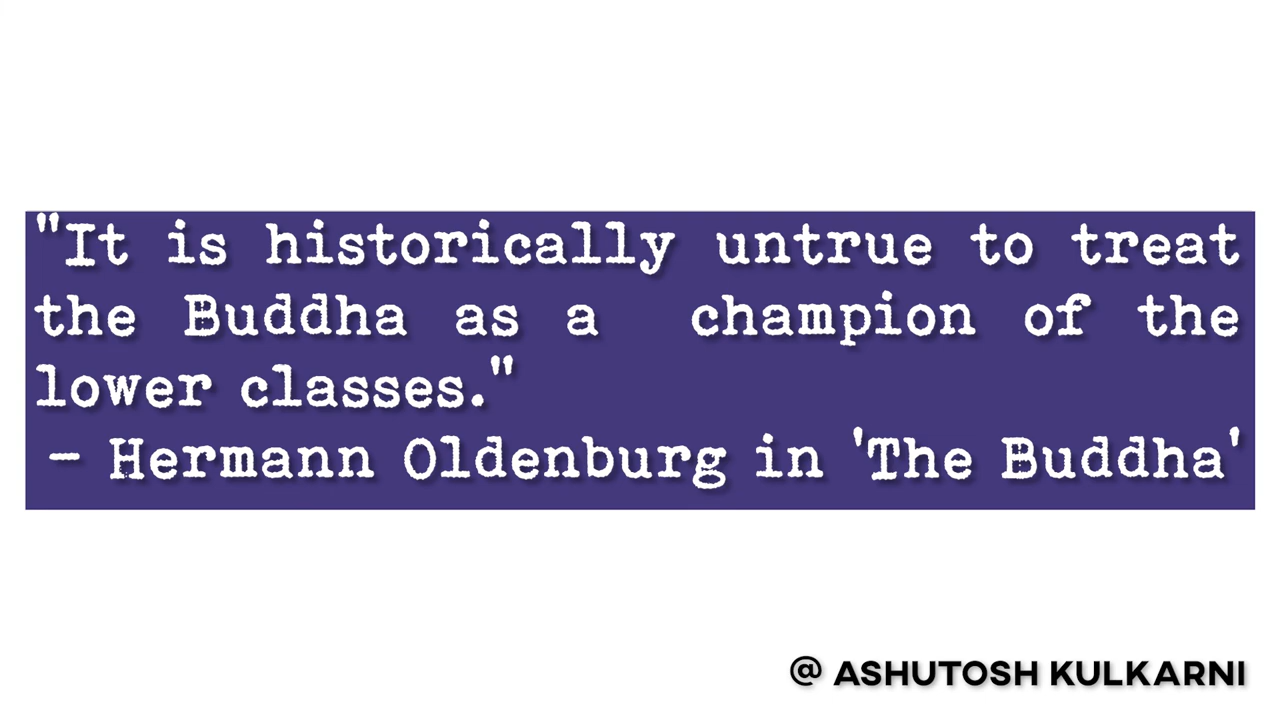 "It is historically untrue to treat
the Buddha as a champion of the
lower classes."
- Hermann Oldenburg in 'The Buddha'
@ ASHUTOSH KULKARNI